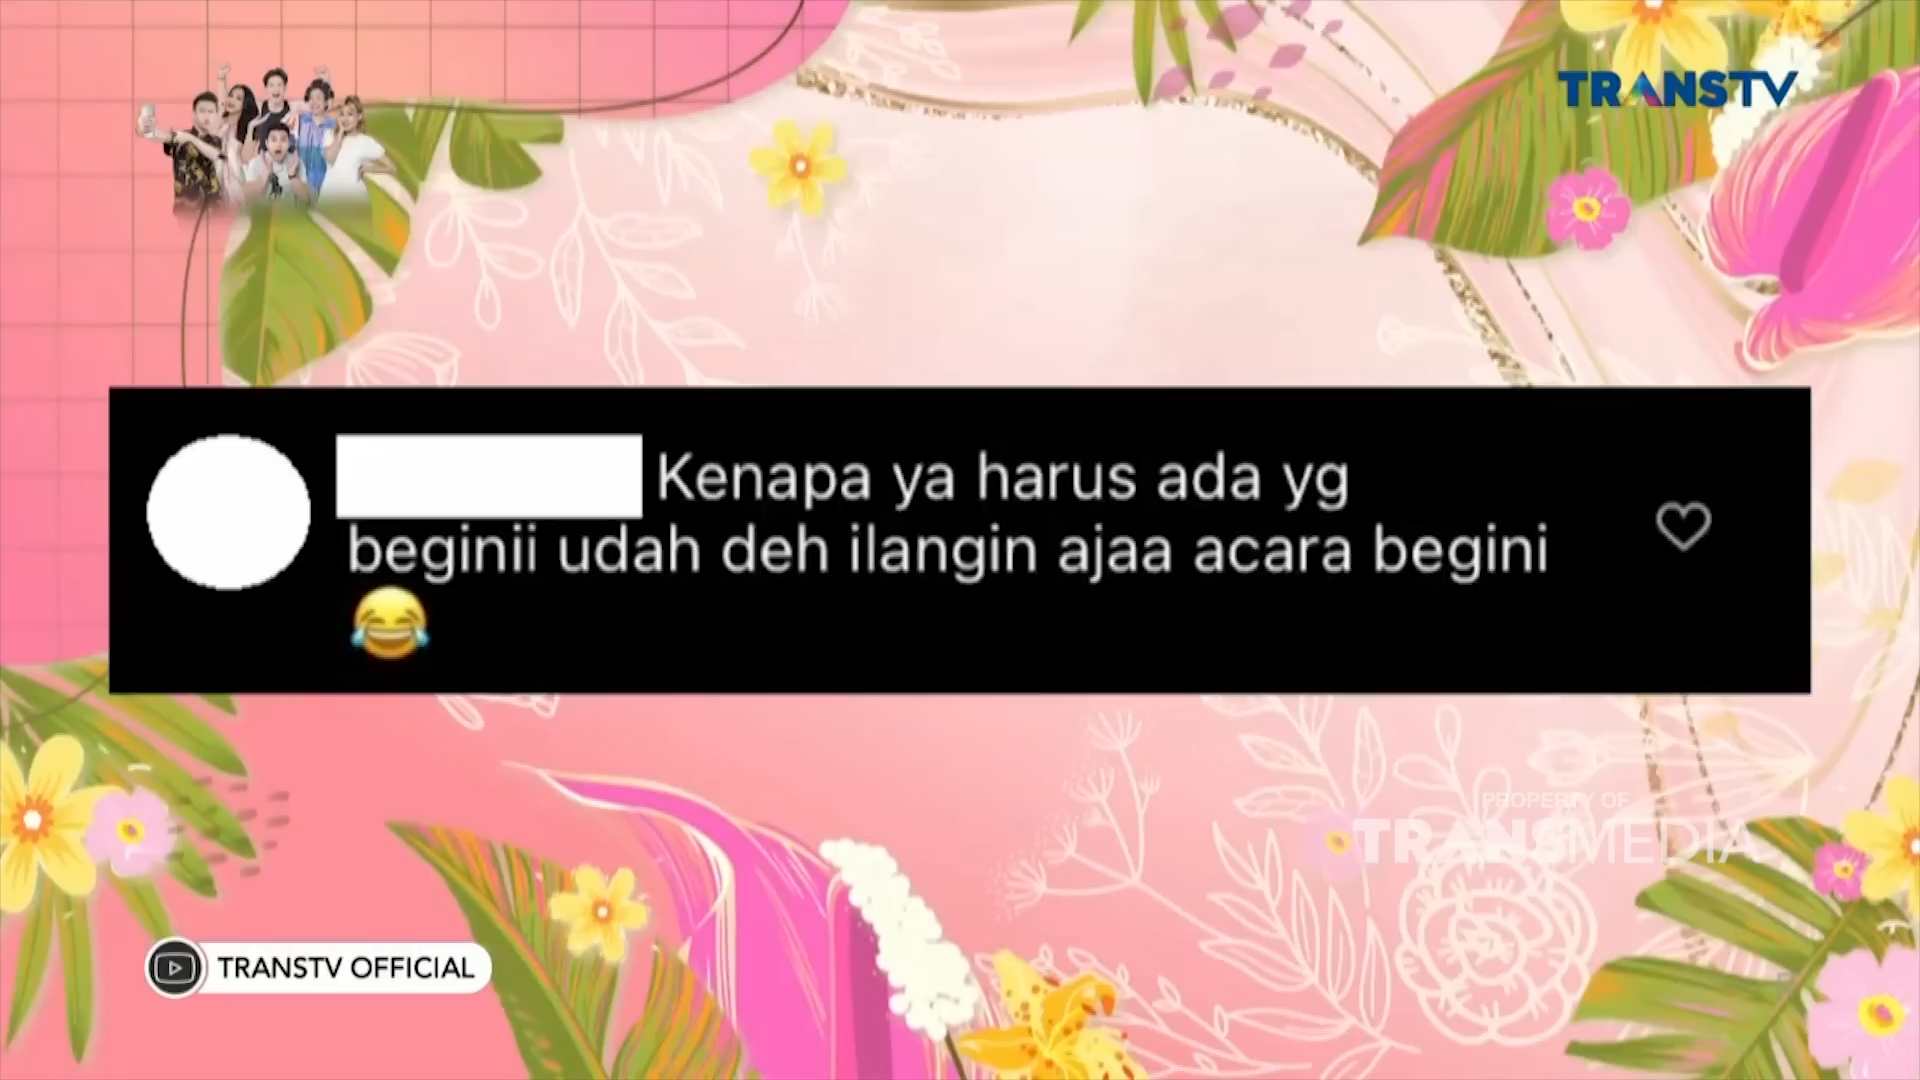 TRANSTV
Kenapa ya harus ada yg
beginii udah deh ilangin ajaa acara begini
😂
PROPERTY OF
TRANSMEDIA
TRANSTV OFFICIAL